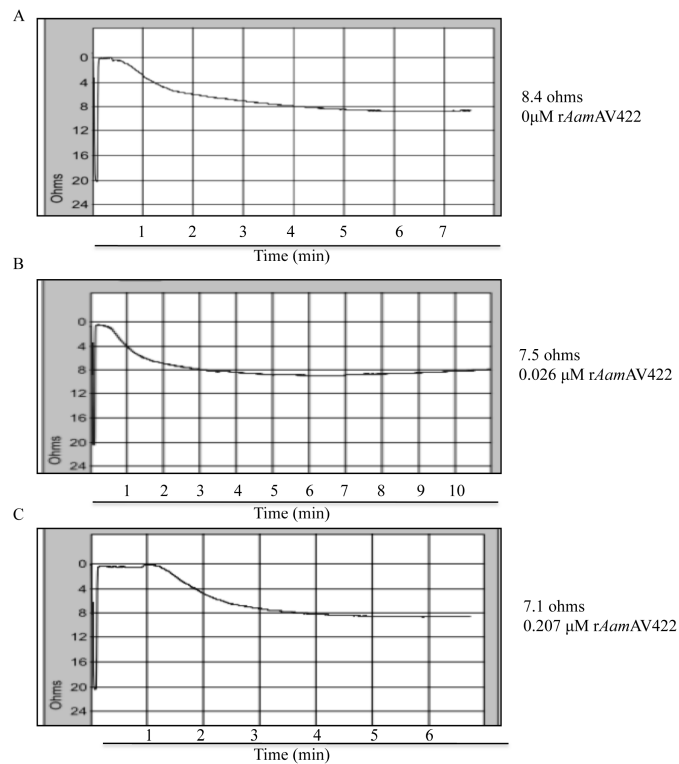 A
0
4
8
12
16
20
24
Ohms
1 2 3 4 5 6 7
Time (min)
8.4 ohms
0μM rAamAV422
B
0
4
8
12
16
20
24
Ohms
1 2 3 4 5 6 7 8 9 10
Time (min)
7.5 ohms
0.026 μM rAamAV422
C
0
4
8
12
16
20
24
Ohms
1 2 3 4 5 6
Time (min)
7.1 ohms
0.207 μM rAamAV422